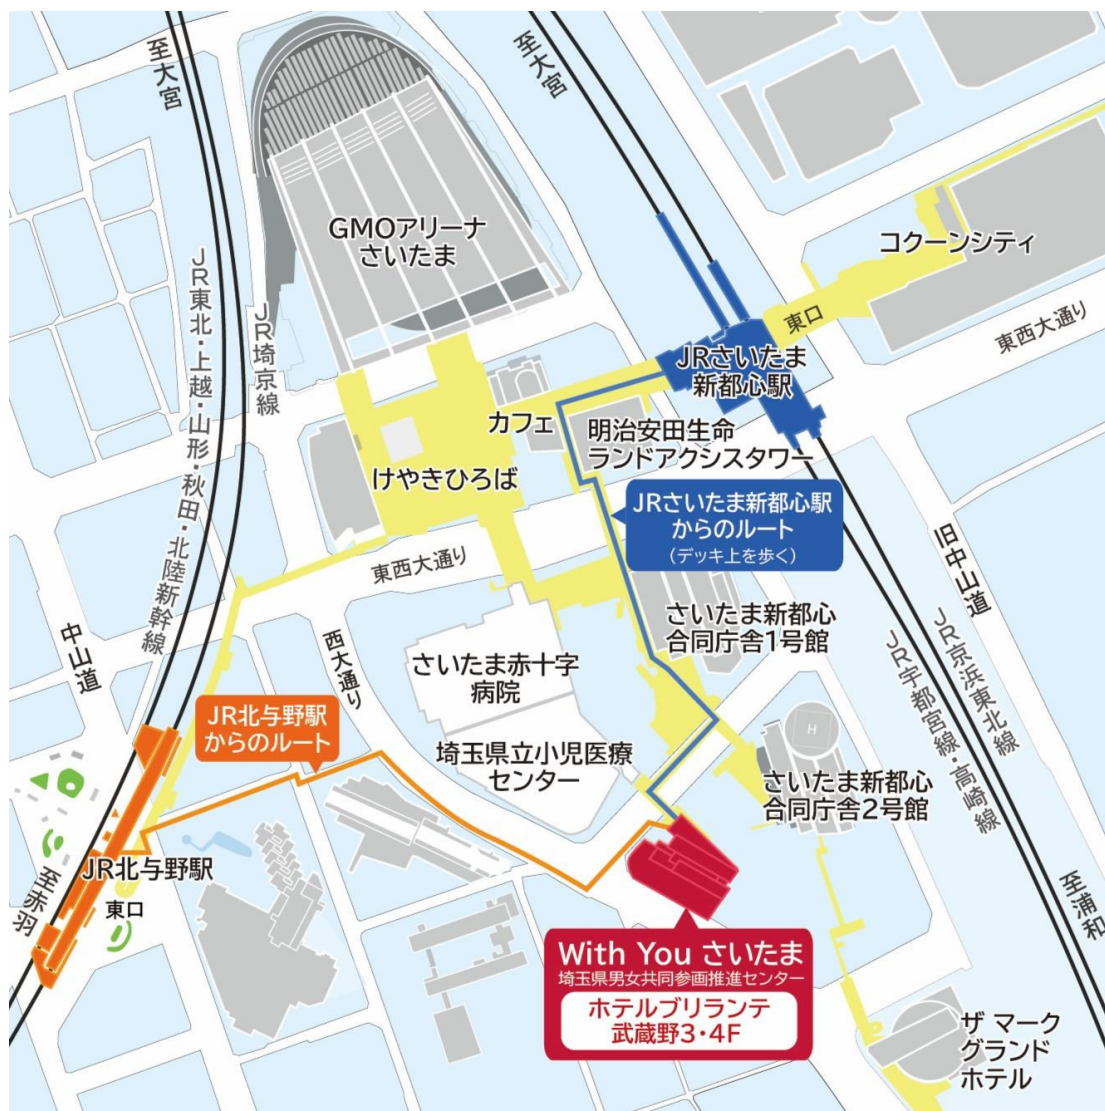 至大宮
至大宮
GMOアリーナ
さいたま
コクーンシティ
東口
東西大通り
JR東北・上越・山形・秋田・北陸新幹線
JR埼京線
JRさいたま
新都心駅
カフェ
明治安田生命
ランドアクシスタワー
けやきひろば
JRさいたま新都心駅
からのルート
（デッキ上を歩く）
東西大通り
旧中山道
中山道
西大通り
さいたま新都心
合同庁舎1号館
さいたま赤十字
病院
JR京浜東北線
JR宇都宮線・高崎線
JR北与野駅
からのルート
H
埼玉県立小児医療
センター
さいたま新都心
合同庁舎2号館
JR北与野駅
至赤羽
東口
至浦和
With You さいたま
埼玉県男女共同参画推進センター
ホテルブリランテ
武蔵野3・4F
ザ マーク
グランド
ホテル